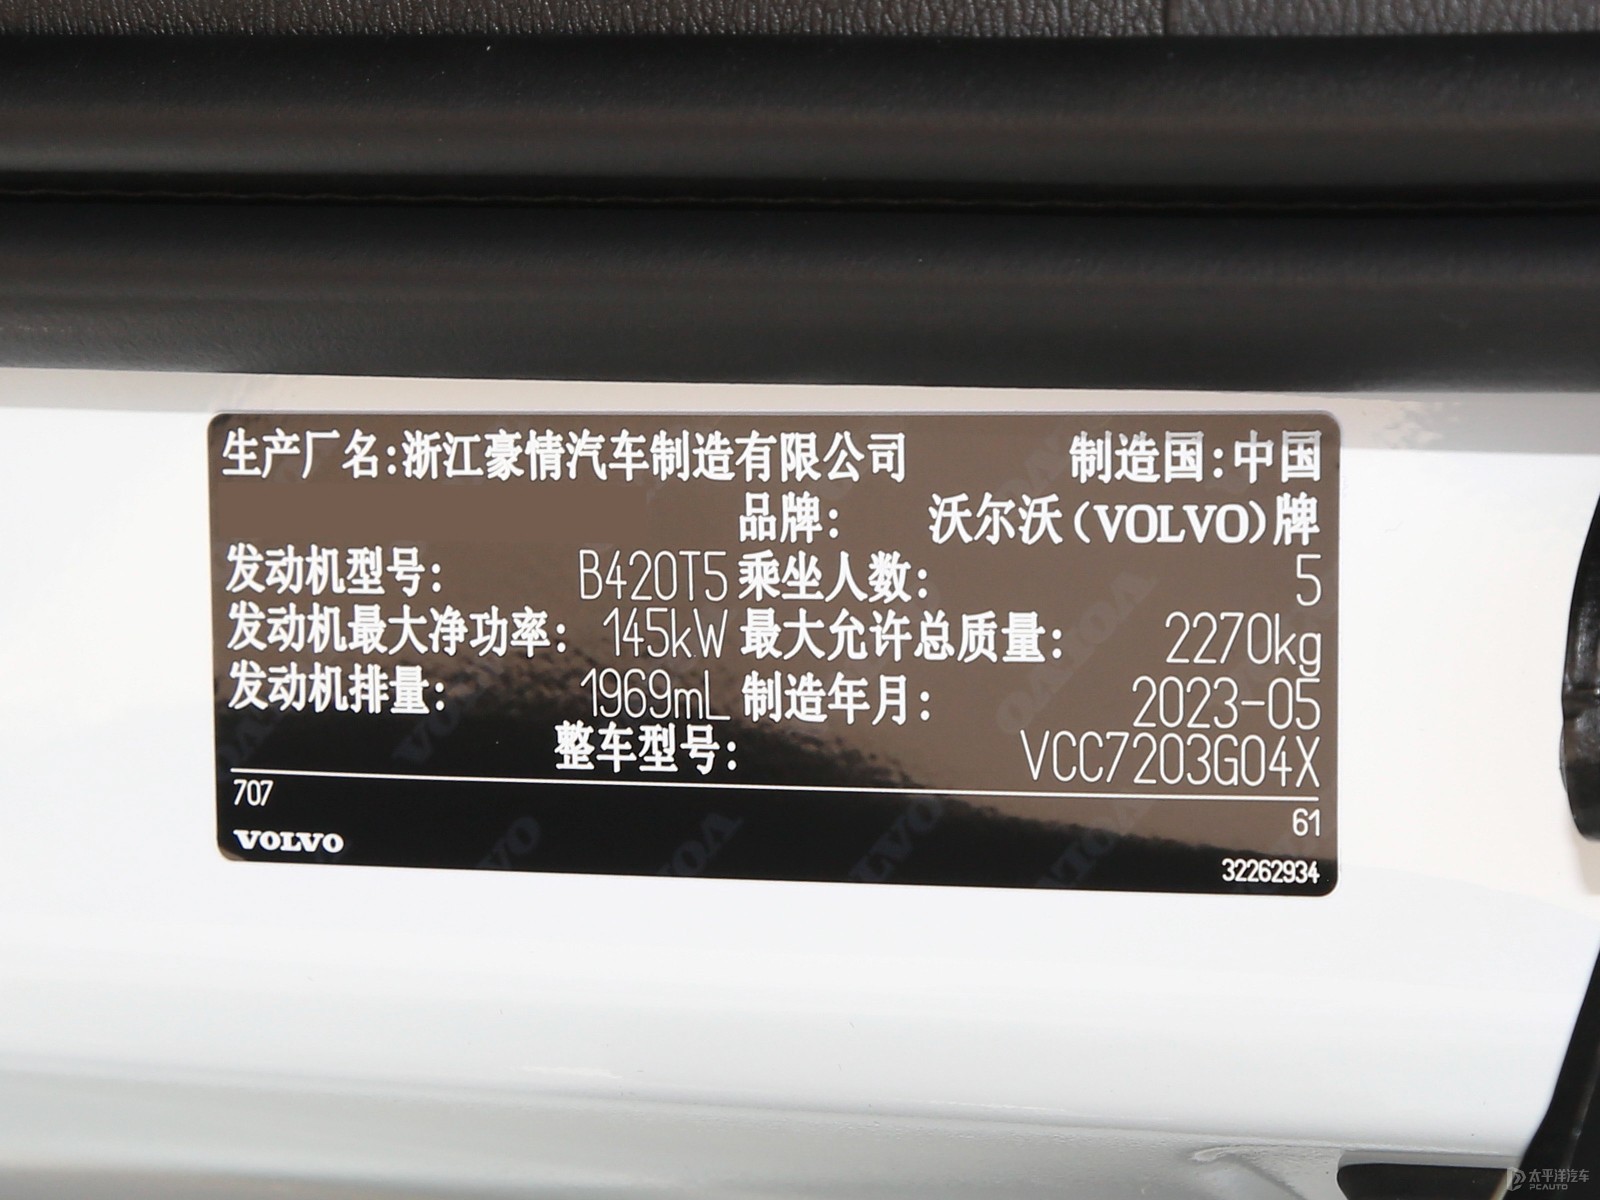 生产厂名:浙江豪情汽车制造有限公司 制造国:中国
品牌: 沃尔沃(VOLVO)牌
发动机型号: B420T5 乘坐人数: 5
发动机最大净功率: 145kW 最大允许总质量: 2270kg
发动机排量: 1969mL 制造年月: 2023-05
整车型号: VCC7203G04X
707
61
VOLVO
32262934
太平洋汽车
PCAUTO